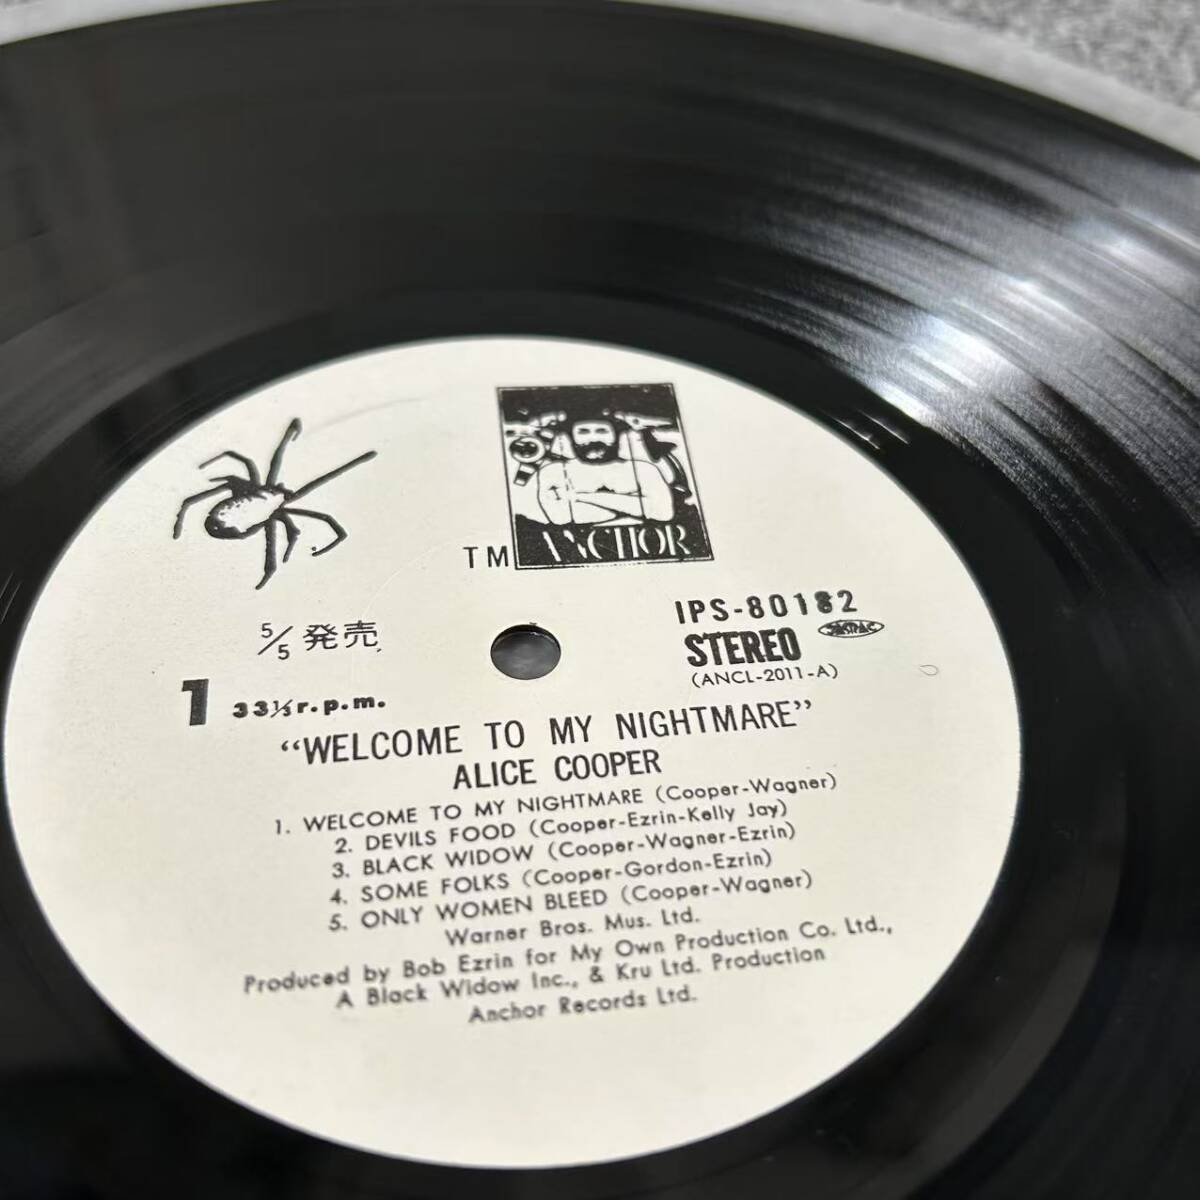 TM
ANCHOR
5/5 発売
IPS-80182
STEREO
JASRAC
(ANCL-2011-A)
1 33⅓ r.p.m.
"WELCOME TO MY NIGHTMARE"
ALICE COOPER
1. WELCOME TO MY NIGHTMARE (Cooper-Wagner)
2. DEVILS FOOD (Cooper-Ezrin-Kelly Jay)
3. BLACK WIDOW (Cooper-Wagner-Ezrin)
4. SOME FOLKS (Cooper-Gordon-Ezrin)
5. ONLY WOMEN BLEED (Cooper-Wagner)
Warner Bros. Mus. Ltd.
Produced by Bob Ezrin for My Own Production Co. Ltd.,
A Black Widow Inc., & Kru Ltd. Production
Anchor Records Ltd.